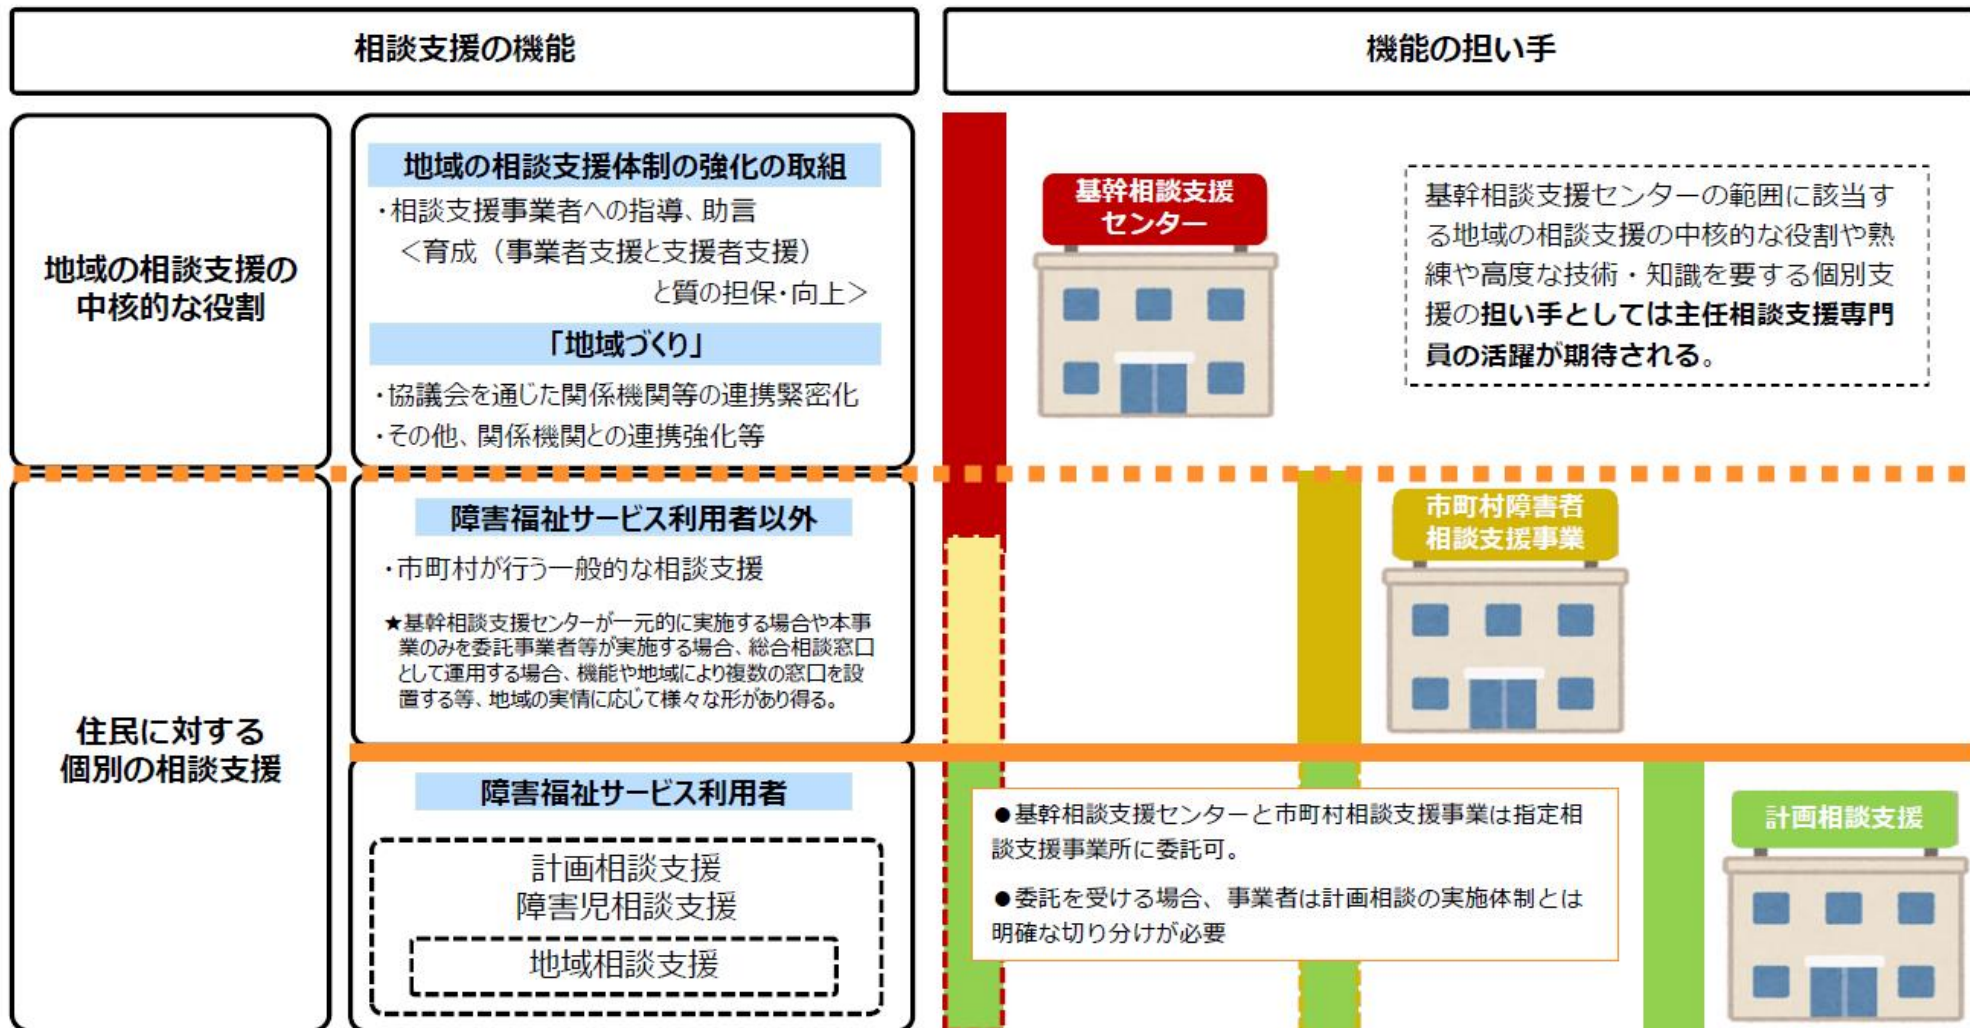 相談支援の機能
機能の担い手
地域の相談支援の
中核的な役割
地域の相談支援体制の強化の取組
・相談支援事業者への指導、助言
＜育成（事業者支援と支援者支援）
と質の担保・向上＞
「地域づくり」
・協議会を通じた関係機関等の連携緊密化
・その他、関係機関との連携強化等
基幹相談支援
センター
基幹相談支援センターの範囲に該当す
る地域の相談支援の中核的な役割や熟
練や高度な技術・知識を要する個別支
援の担い手としては主任相談支援専門
員の活躍が期待される。
住民に対する
個別の相談支援
障害福祉サービス利用者以外
・市町村が行う一般的な相談支援
★基幹相談支援センターが一元的に実施する場合や本事
業のみを委託事業者等が実施する場合、総合相談窓口
として運用する場合、機能や地域により複数の窓口を設
置する等、地域の実情に応じて様々な形があり得る。
市町村障害者
相談支援事業
障害福祉サービス利用者
計画相談支援
障害児相談支援
地域相談支援
●基幹相談支援センターと市町村相談支援事業は指定相
談支援事業所に委託可。
●委託を受ける場合、事業者は計画相談の実施体制とは
明確な切り分けが必要
計画相談支援